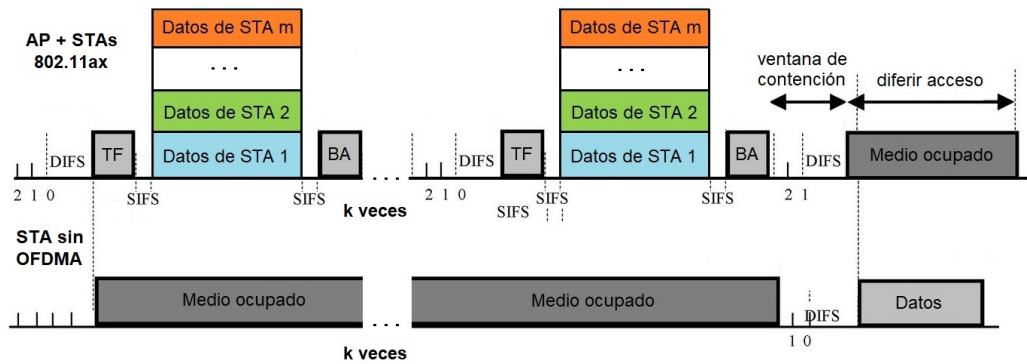 AP + STAs
802.11ax
Datos de STA m
Datos de STA m
. . .
. . .
ventana de
contención
diferir acceso
Datos de STA 2
Datos de STA 2
DIFS
TF
Datos de STA 1
BA
DIFS
TF
Datos de STA 1
BA
DIFS
Medio ocupado
2 1 0
SIFS
SIFS
. . . .
k veces
2 1 0
SIFS
SIFS
SIFS
2 1
STA sin
OFDMA
Medio ocupado
Medio ocupado
DIFS
Datos
. . . .
k veces
1 0